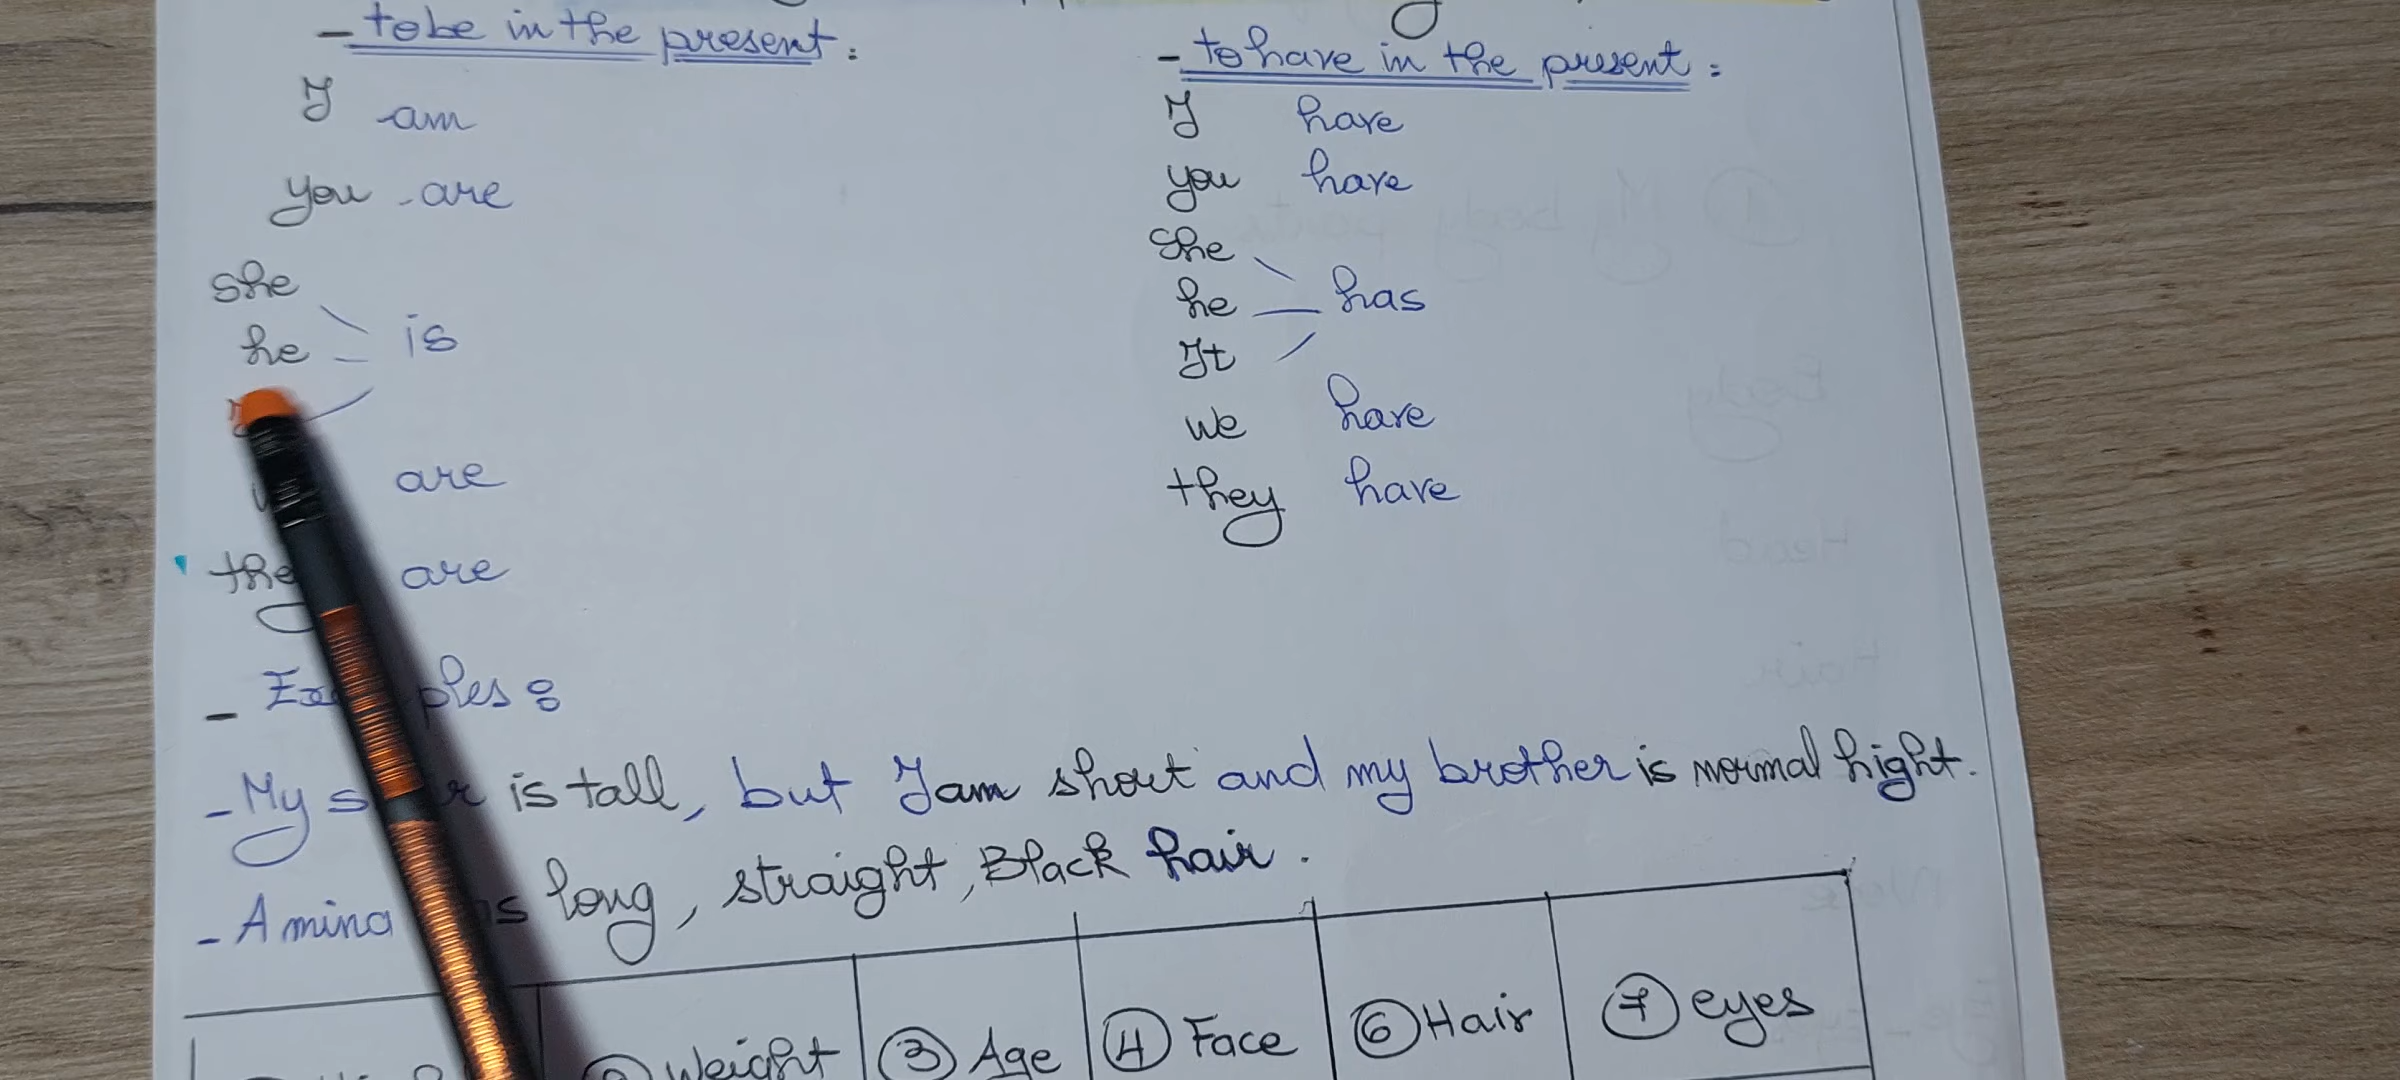 - to be in the present :
I am
you are
she
he is
are
are
- to have in the present :
I have
you have
she
he has
It
we have
they have
- My is tall, but I am short and my brother is normal hight.
- Amina long, straight, Black hair.
② Weight
③ Age
④ Face
⑥ Hair
⑦ eyes